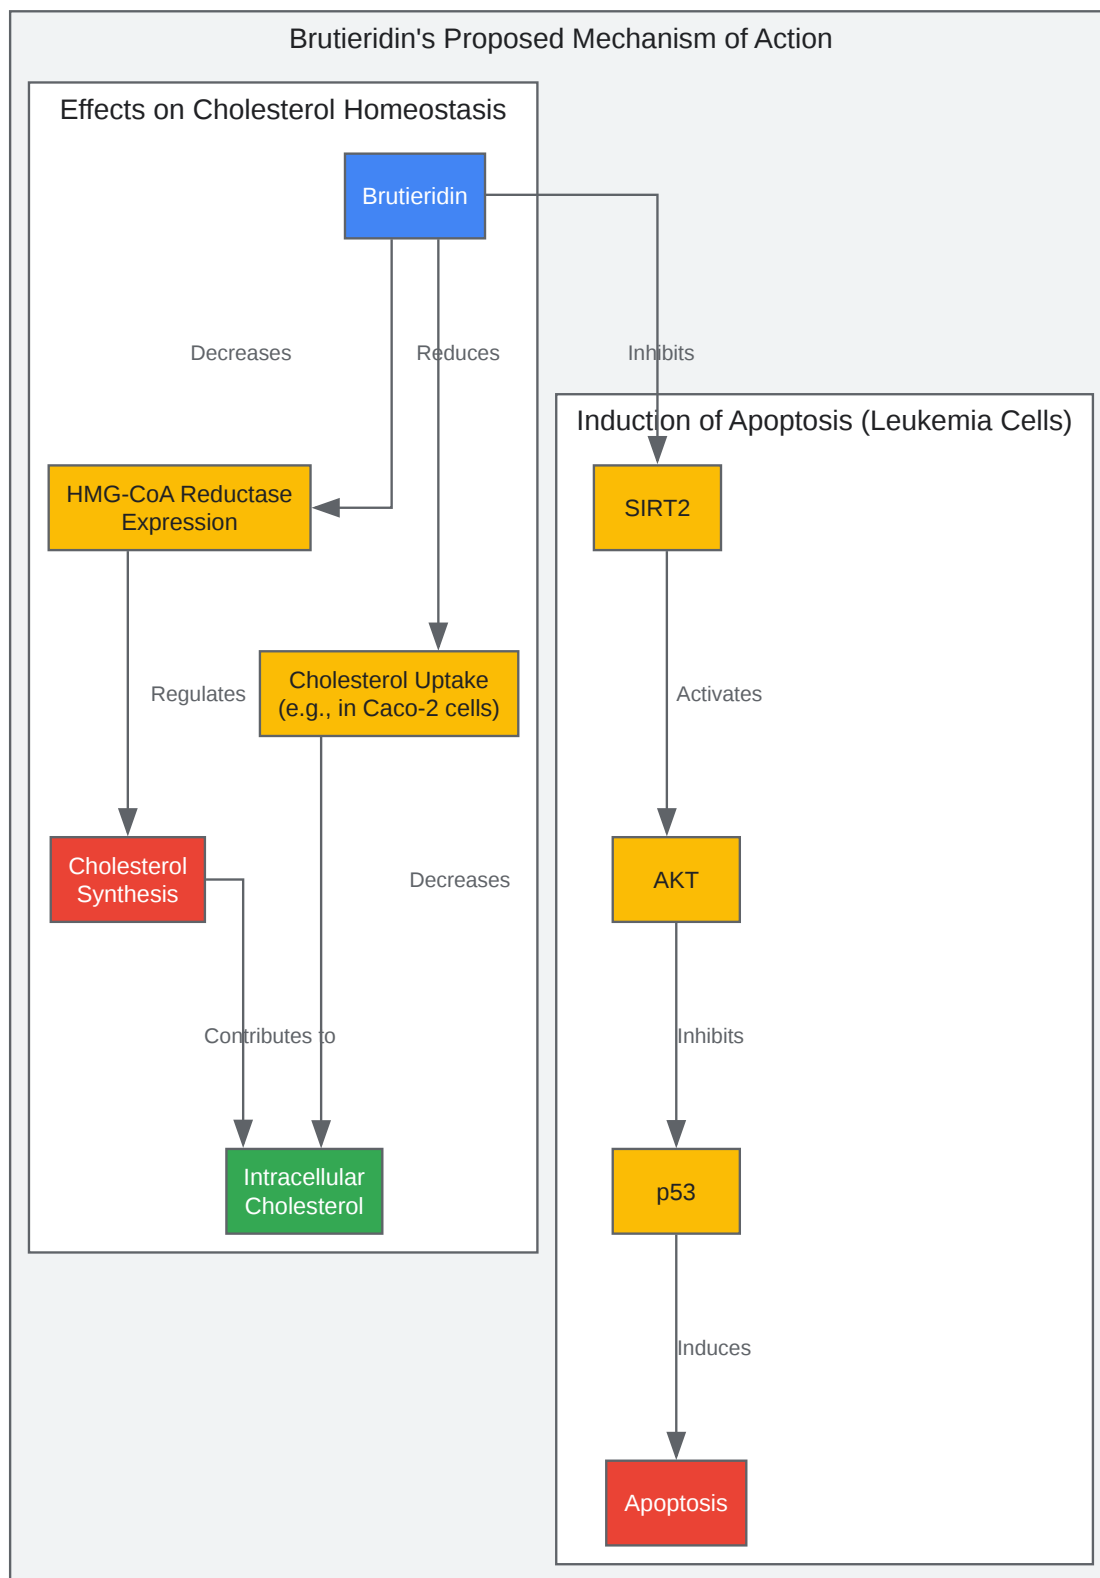 Brutieridin's Proposed Mechanism of Action
Effects on Cholesterol Homeostasis
Brutieridin
Decreases
Reduces
Inhibits
Induction of Apoptosis (Leukemia Cells)
HMG-CoA Reductase
Expression
SIRT2
Regulates
Cholesterol Uptake
(e.g., in Caco-2 cells)
Activates
Cholesterol
Synthesis
Decreases
AKT
Contributes to
Inhibits
Intracellular
Cholesterol
p53
Induces
Apoptosis